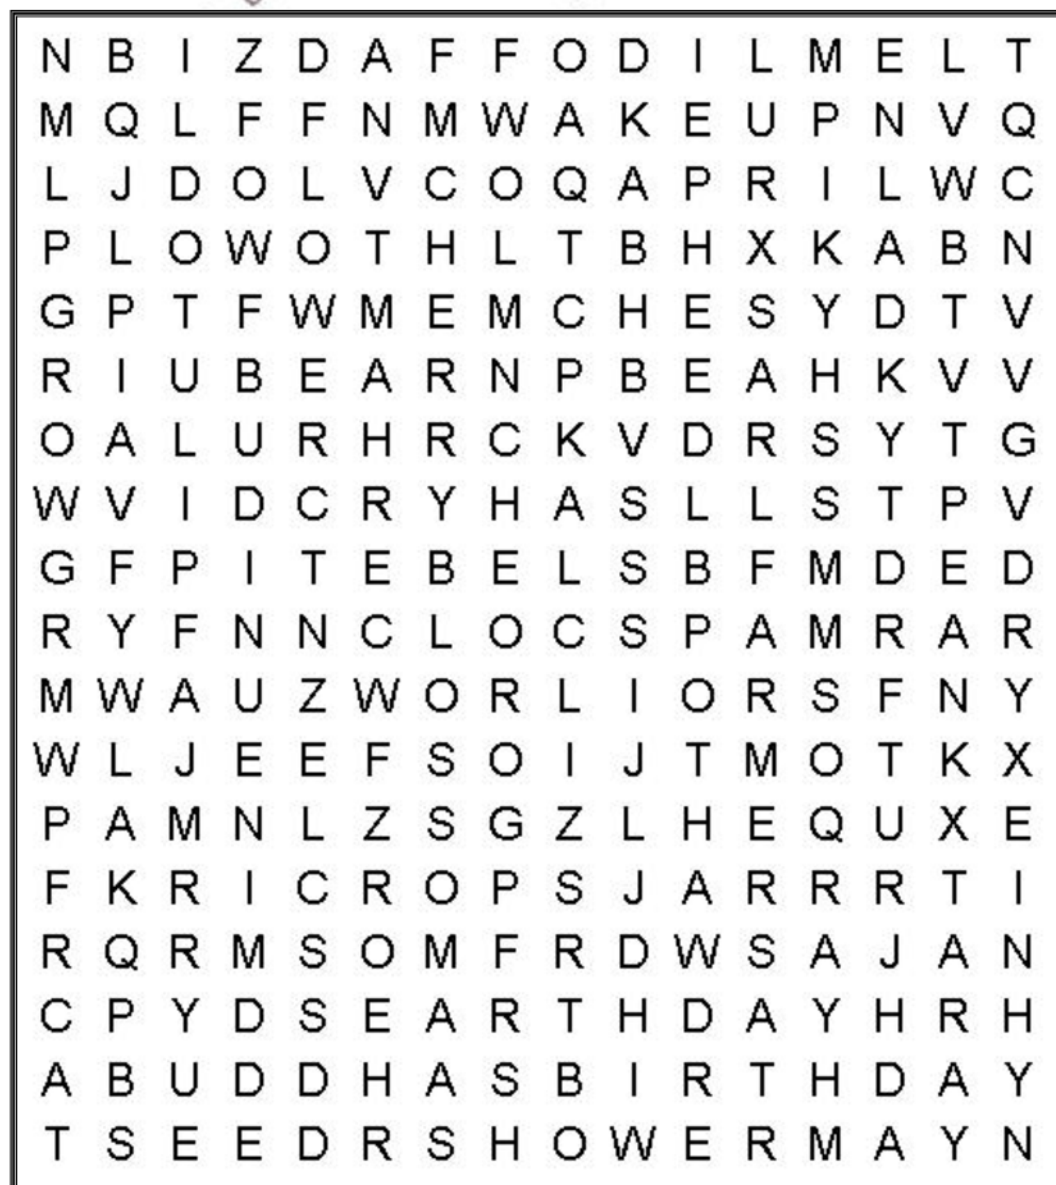 N B I Z D A F F O D I L M E L T
M Q L F F N M W A K E U P N V Q
L J D O L V C O Q A P R I L W C
P L O W O T H L T B H X K A B N
G P T F W M E M C H E S Y D T V
R I U B E A R N P B E A H K V V
O A L U R H R C K V D R S Y T G
W V I D C R Y H A S L L S T P V
G F P I T E B E L S B F M D E D
R Y F N N C L O C S P A M R A R
M W A U Z W O R L I O R S F N Y
W L J E E F S O I J T M O T K X
P A M N L Z S G Z L H E Q U X E
F K R I C R O P S J A R R R T I
R Q R M S O M F R D W S A J A N
C P Y D S E A R T H D A Y H R H
A B U D D H A S B I R T H D A Y
T S E E D R S H O W E R M A Y N